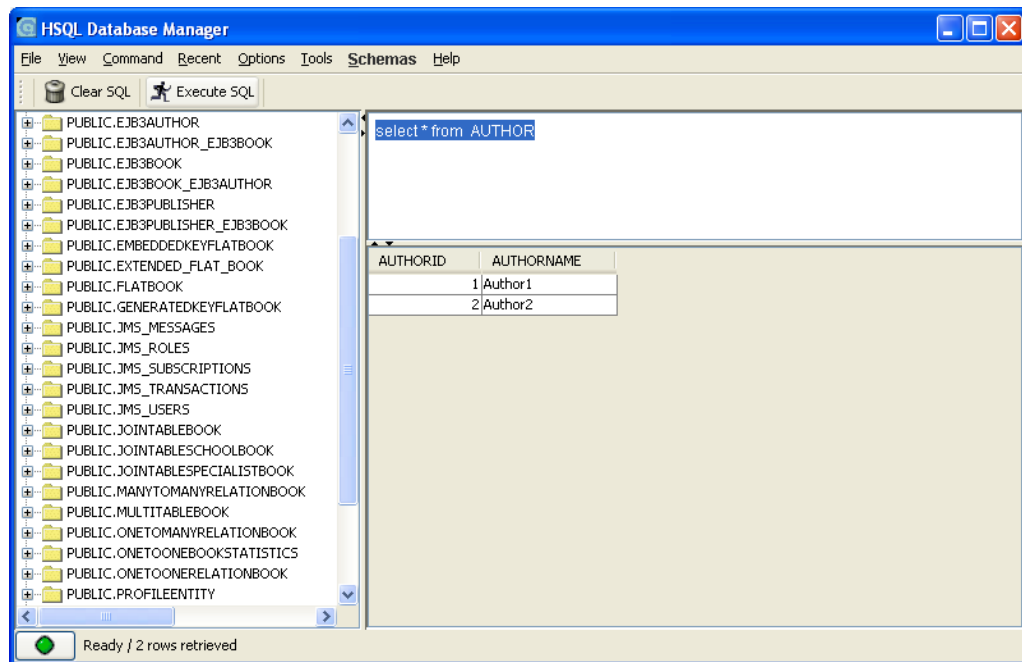 HSQL Database Manager
File View Command Recent Options Tools Schemas Help
Clear SQL Execute SQL
PUBLIC.EJB3AUTHOR
PUBLIC.EJB3AUTHOR_EJB3BOOK
PUBLIC.EJB3BOOK
PUBLIC.EJB3BOOK_EJB3AUTHOR
PUBLIC.EJB3PUBLISHER
PUBLIC.EJB3PUBLISHER_EJB3BOOK
PUBLIC.EMBEDDEDKEYFLATBOOK
PUBLIC.EXTENDED_FLAT_BOOK
PUBLIC.FLATBOOK
PUBLIC.GENERATEDKEYFLATBOOK
PUBLIC.JMS_MESSAGES
PUBLIC.JMS_ROLES
PUBLIC.JMS_SUBSCRIPTIONS
PUBLIC.JMS_TRANSACTIONS
PUBLIC.JMS_USERS
PUBLIC.JOINTABLEBOOK
PUBLIC.JOINTABLESCHOOLBOOK
PUBLIC.JOINTABLESPECIALISTBOOK
PUBLIC.MANYTOMANYRELATIONBOOK
PUBLIC.MULTITABLEBOOK
PUBLIC.ONETOMANYRELATIONBOOK
PUBLIC.ONETOONEBOOKSTATISTICS
PUBLIC.ONETOONERELATIONBOOK
PUBLIC.PROFILEENTITY
select * from AUTHOR
AUTHORID AUTHORNAME
1 Author1
2 Author2
Ready / 2 rows retrieved